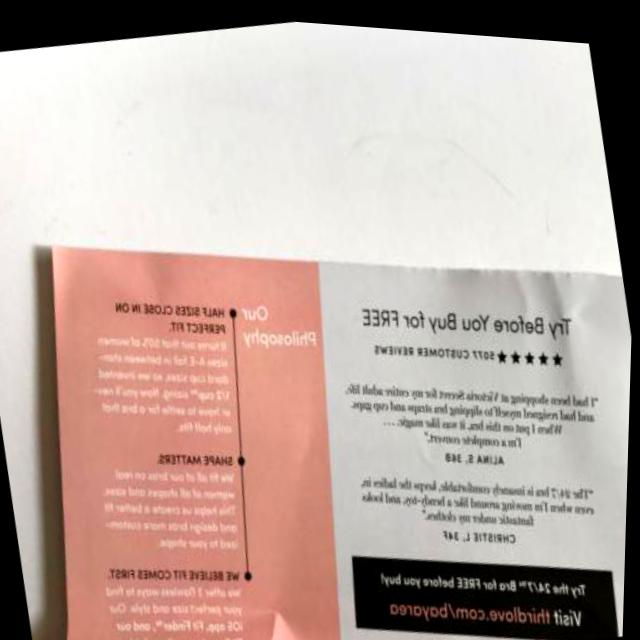 Try Before You Buy for FREE
★★★★★ 5077 CUSTOMER REVIEWS
"I had been shopping at Victoria Secret for my entire adult life,
and had resigned myself to slipping bra straps and cup gaps.
When I put on this bra, it was like magic....
I'm a complete convert."
ALINA S, 36B
"The 24/7 bra is insanely comfortable, keeps the ladies in,
even when I'm moving around like a bendy-toy, and looks
fantastic under my clothes."
CHRISTIE L, 34F
Try the 24/7™ Bra for FREE before you buy!
Visit thirdlove.com/bayarea
Our
Philosophy
HALF SIZES CLOSE IN ON
PERFECT FIT.
It turns out that 50% of women
sizes A-E fall in between stan-
dard cup sizes, so we invented
1/2 cup™ sizing. Now you'll nev-
er have to settle for a bra that
only half fits.
SHAPE MATTERS.
We fit all of our bras on real
women of all shapes and sizes.
This helps us create a better fit
and design bras more custom-
ized to your shape.
WE BELIEVE FIT COMES FIRST.
We offer flawless ways to find
your perfect size and style. Our
iOS app, Fit Finder™, and our